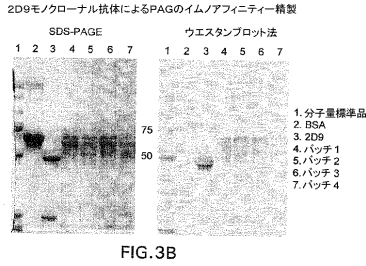 2D9モノクローナル抗体によるPAGのイムノアフィニティー精製
SDS-PAGE
ウエスタンブロット法
1 2 3 4 5 6 7
1 2 3 4 5 6 7
75
50
1. 分子量標準品
2. BSA
3. 2D9
4. バッチ 1
5. バッチ 2
6. バッチ 3
7. バッチ 4
FIG.3B